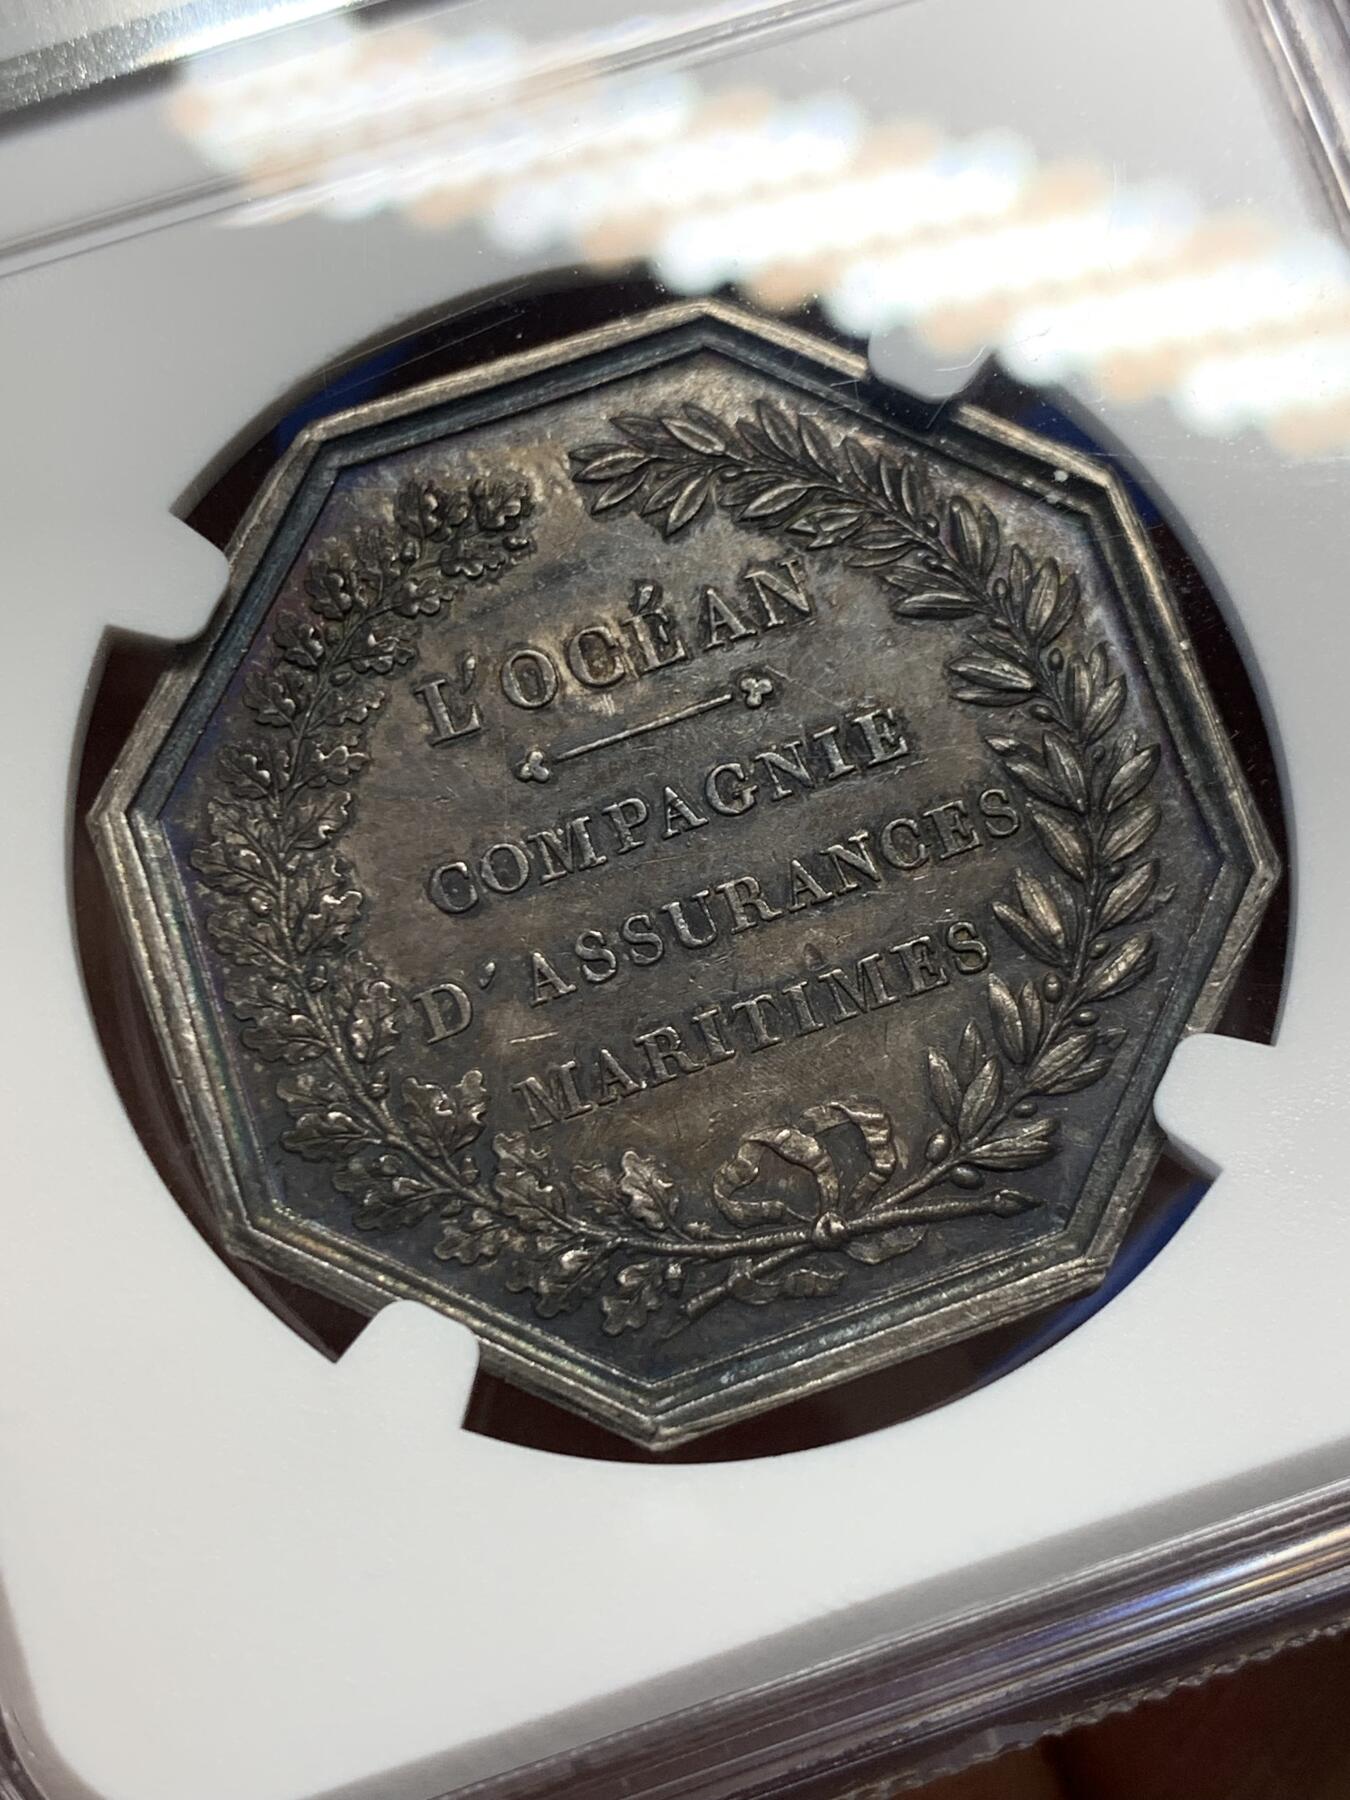 L'OCÉAN
COMPAGNIE
D'ASSURANCES
MARITIMES